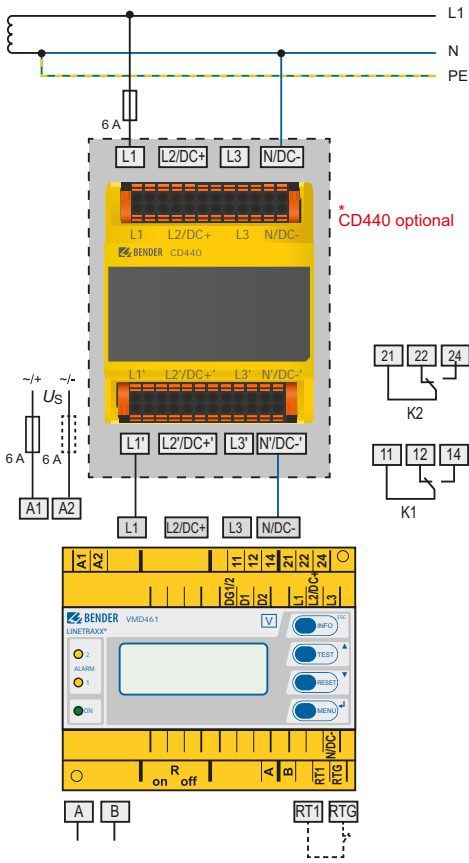 L1
N
PE
6 A
L1 L2/DC+ L3 N/DC-
*
CD440 optional
L1 L2/DC+ L3 N/DC-
BENDER CD440
L1' L2'/DC+' L3' N'/DC-'
L1' L2'/DC+' L3' N'/DC-'
~/+ ~/-
US
6 A 6 A
A1 A2
21 22 24
K2
11 12 14
K1
L1 L2/DC+ L3 N/DC-
A1 A2 11 12 14 21 22 24
DG1/2 D1 D2 L1 L2/DC+ L3
BENDER VMD461 V
LINETRAXX®
INFO ESC
2
ALARM
TEST
1
RESET
ON
MENU
N/DC-
R
on off
A B RT1 RTG
A B RT1 RTG